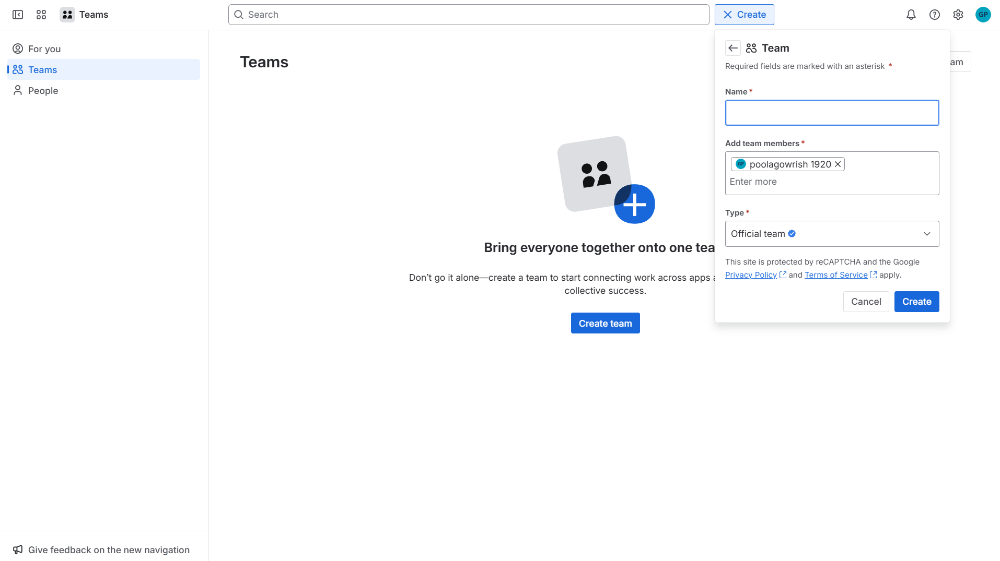 Teams
Search
Create
GP
For you
Teams
People
Teams
am
Bring everyone together onto one tea
Don’t go it alone—create a team to start connecting work across apps a
collective success.
Create team
Team
Required fields are marked with an asterisk *
Name *
Add team members *
GP poolagowrish 1920
Enter more
Type *
Official team
This site is protected by reCAPTCHA and the Google
Privacy Policy and Terms of Service apply.
Cancel
Create
Give feedback on the new navigation